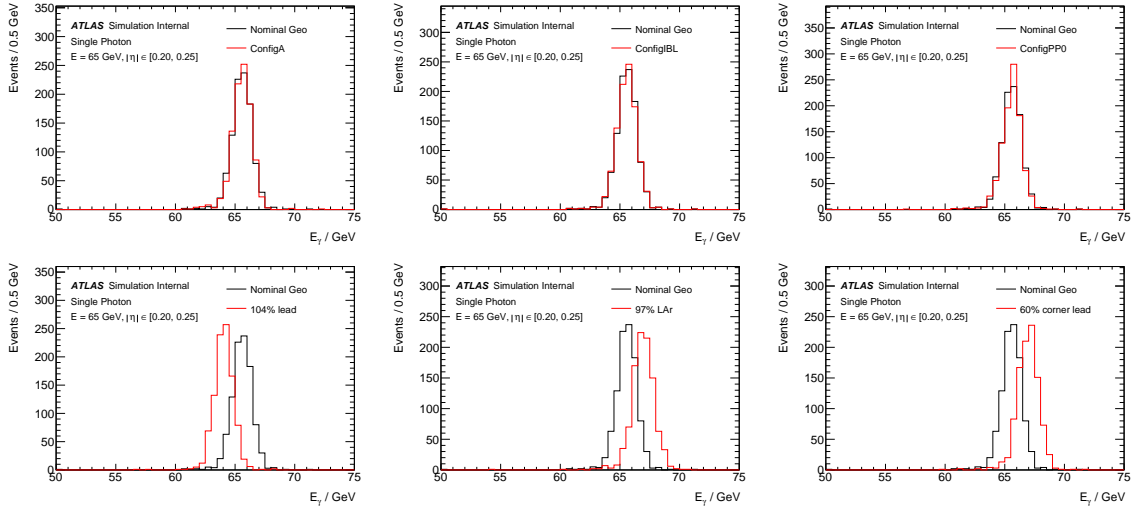 ATLAS Simulation Internal
Single Photon
E = 65 GeV, |η| ∈ [0.20, 0.25]
Nominal Geo
ConfigA
Events / 0.5 GeV
350
300
250
200
150
100
50
0
50 55 60 65 70 75
E_γ / GeV
ATLAS Simulation Internal
Single Photon
E = 65 GeV, |η| ∈ [0.20, 0.25]
Nominal Geo
ConfigIBL
Events / 0.5 GeV
300
250
200
150
100
50
0
50 55 60 65 70 75
E_γ / GeV
ATLAS Simulation Internal
Single Photon
E = 65 GeV, |η| ∈ [0.20, 0.25]
Nominal Geo
ConfigPP0
Events / 0.5 GeV
350
300
250
200
150
100
50
0
50 55 60 65 70 75
E_γ / GeV
ATLAS Simulation Internal
Single Photon
E = 65 GeV, |η| ∈ [0.20, 0.25]
Nominal Geo
104% lead
Events / 0.5 GeV
350
300
250
200
150
100
50
0
50 55 60 65 70 75
E_γ / GeV
ATLAS Simulation Internal
Single Photon
E = 65 GeV, |η| ∈ [0.20, 0.25]
Nominal Geo
97% LAr
Events / 0.5 GeV
300
250
200
150
100
50
0
50 55 60 65 70 75
E_γ / GeV
ATLAS Simulation Internal
Single Photon
E = 65 GeV, |η| ∈ [0.20, 0.25]
Nominal Geo
60% corner lead
Events / 0.5 GeV
300
250
200
150
100
50
0
50 55 60 65 70 75
E_γ / GeV